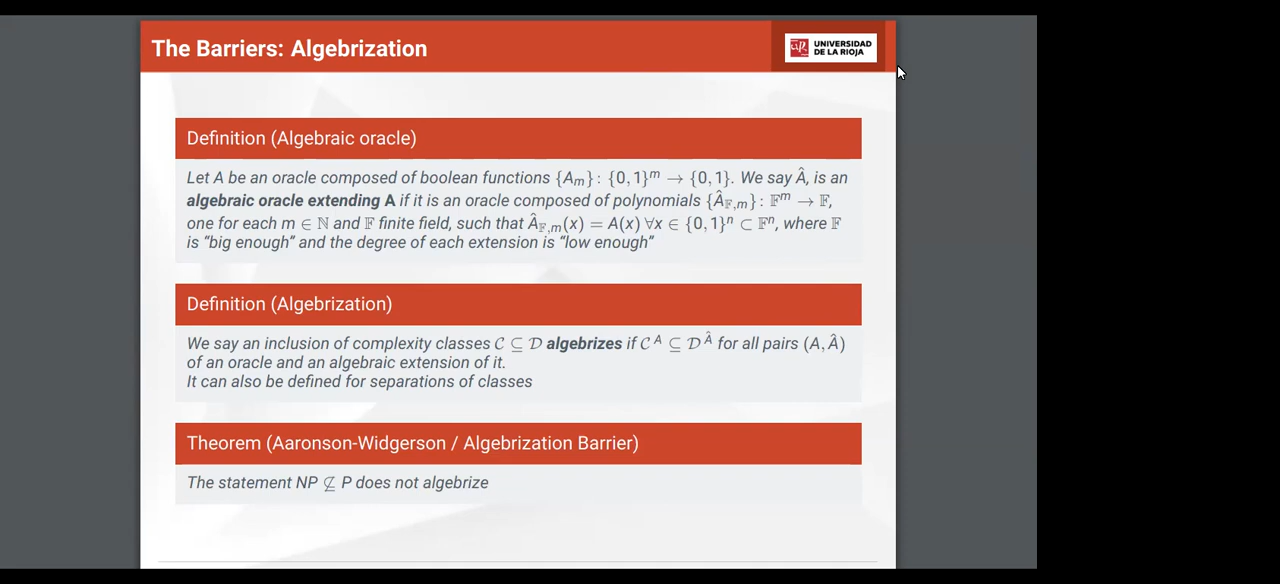 The Barriers: Algebrization
UNIVERSIDAD
DE LA RIOJA
Definition (Algebraic oracle)
Let A be an oracle composed of boolean functions {Aₘ}: {0, 1}ᵐ → {0, 1}. We say Â, is an
algebraic oracle extending A if it is an oracle composed of polynomials {Â_𝔽,ₘ}: 𝔽ᵐ → 𝔽,
one for each m ∈ ℕ and 𝔽 finite field, such that Â_𝔽,ₘ(x) = A(x) ∀x ∈ {0, 1}ⁿ ⊂ 𝔽ⁿ, where 𝔽
is “big enough” and the degree of each extension is “low enough”
Definition (Algebrization)
We say an inclusion of complexity classes 𝒞 ⊆ 𝒟 algebrizes if 𝒞^A ⊆ 𝒟^Â for all pairs (A, Â)
of an oracle and an algebraic extension of it.
It can also be defined for separations of classes
Theorem (Aaronson-Widgerson / Algebrization Barrier)
The statement NP ⊈ P does not algebrize